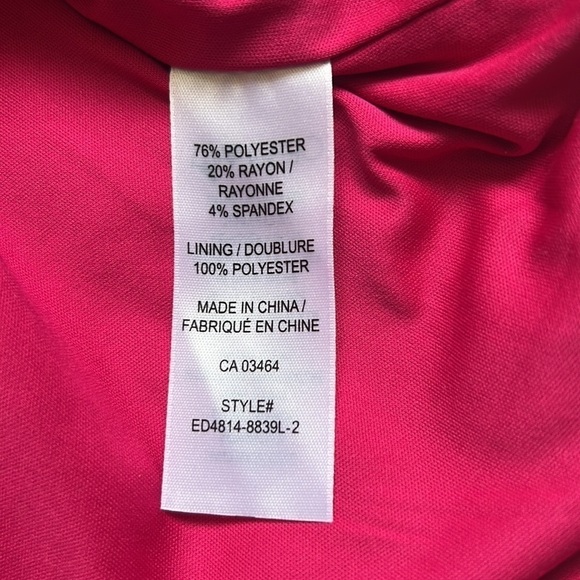 76% POLYESTER
20% RAYON /
RAYONNE
4% SPANDEX
LINING / DOUBLURE
100% POLYESTER
MADE IN CHINA /
FABRIQUÉ EN CHINE
CA 03464
STYLE#
ED4814-8839L-2